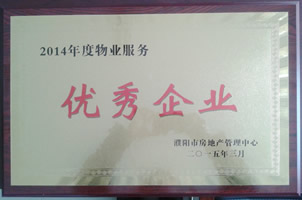 2014年度物业服务
优秀企业
濮阳市房地产管理中心
二〇一五年三月